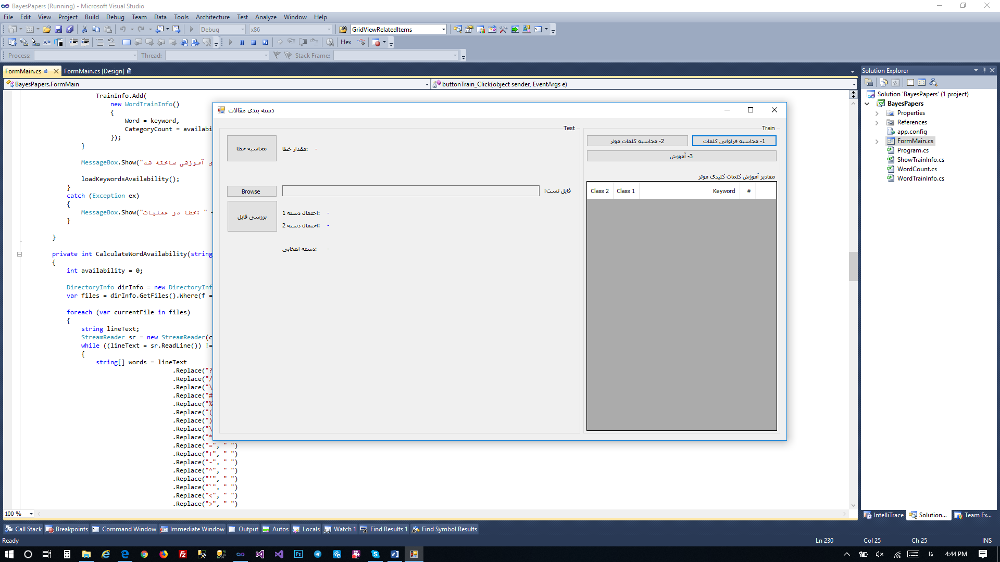 BayesPapers (Running) - Microsoft Visual Studio
File Edit View Project Build Debug Team Data Tools Architecture Test Analyze Window Help
Debug x86 GridViewRelatedItems
Hex
Process: Thread: Stack Frame:
FormMain.cs FormMain.cs [Design]
BayesPapers.FormMain buttonTrain_Click(object sender, EventArgs e)
TrainInfo.Add(
new WordTrainInfo()
{
Word = keyword,
CategoryCount = availabi
});
}
MessageBox.Show("ی آموزشی ساخته شد
loadKeywordsAvailability();
}
catch (Exception ex)
{
MessageBox.Show("خطا در عملیات: "
}
}
private int CalculateWordAvailability(string
{
int availability = 0;
DirectoryInfo dirInfo = new DirectoryInf
var files = dirInfo.GetFiles().Where(f =
foreach (var currentFile in files)
{
string lineText;
StreamReader sr = new StreamReader(c
while ((lineText = sr.ReadLine()) !=
{
string[] words = lineText
.Replace("?
.Replace("/
.Replace("\
.Replace("#
.Replace("%
.Replace("(
.Replace(")
.Replace("\
.Replace("*
.Replace("=", " ")
.Replace("+", " ")
.Replace("-", " ")
.Replace("^", " ")
.Replace("'", " ")
.Replace("`", " ")
.Replace("<", " ")
.Replace(">", " ")
100 %
دسته بندی مقالات
Test
محاسبه خطا
مقدار خطا: -
Browse
فایل تست:
بررسی فایل
احتمال دسته 1: -
احتمال دسته 2: -
دسته انتخابی: -
Train
1- محاسبه فراوانی کلمات
2- محاسبه کلمات موثر
3- آموزش
مقادیر آموزش کلمات کلیدی موثر
Class 2 Class 1 Keyword #
Solution Explorer
Solution 'BayesPapers' (1 project)
BayesPapers
Properties
References
app.config
FormMain.cs
Program.cs
ShowTrainInfo.cs
WordCount.cs
WordTrainInfo.cs
IntelliTrace Solution... Team Ex...
Call Stack Breakpoints Command Window Immediate Window Output Autos Locals Watch 1 Find Results 1 Find Symbol Results
Ready Ln 230 Col 25 Ch 25 INS
فا 4:44 PM